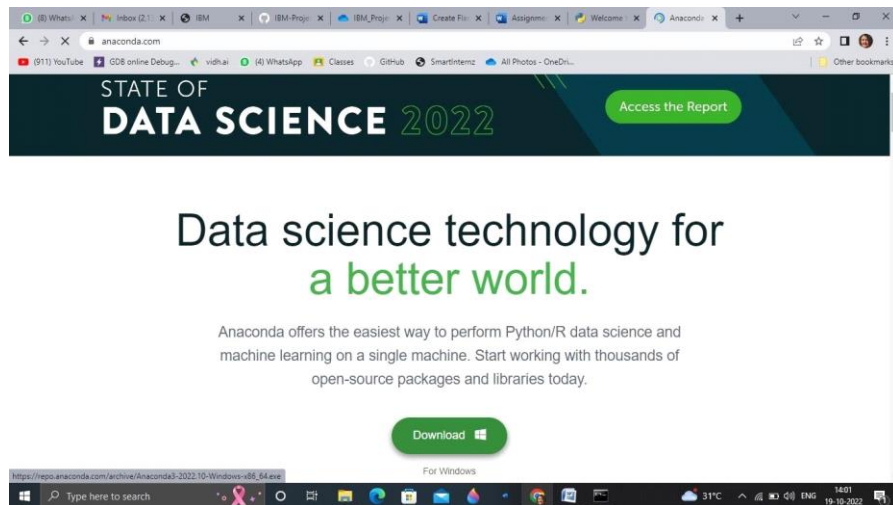 (8) Whats
Inbox (2,1
IBM
IBM-Proje
IBM_Proje
Create Fla
Assignme
Welcome
Anaconda
anaconda.com
(911) YouTube
GDB online Debug...
vidh.ai
(4) WhatsApp
Classes
GitHub
SmartInternz
All Photos - OneDri...
Other bookmarks
STATE OF
DATA SCIENCE 2022
Access the Report
Data science technology for
a better world.
Anaconda offers the easiest way to perform Python/R data science and
machine learning on a single machine. Start working with thousands of
open-source packages and libraries today.
Download
For Windows
https://repo.anaconda.com/archive/Anaconda3-2022.10-Windows-x86_64.exe
Type here to search
31°C
ENG
14:01
19-10-2022